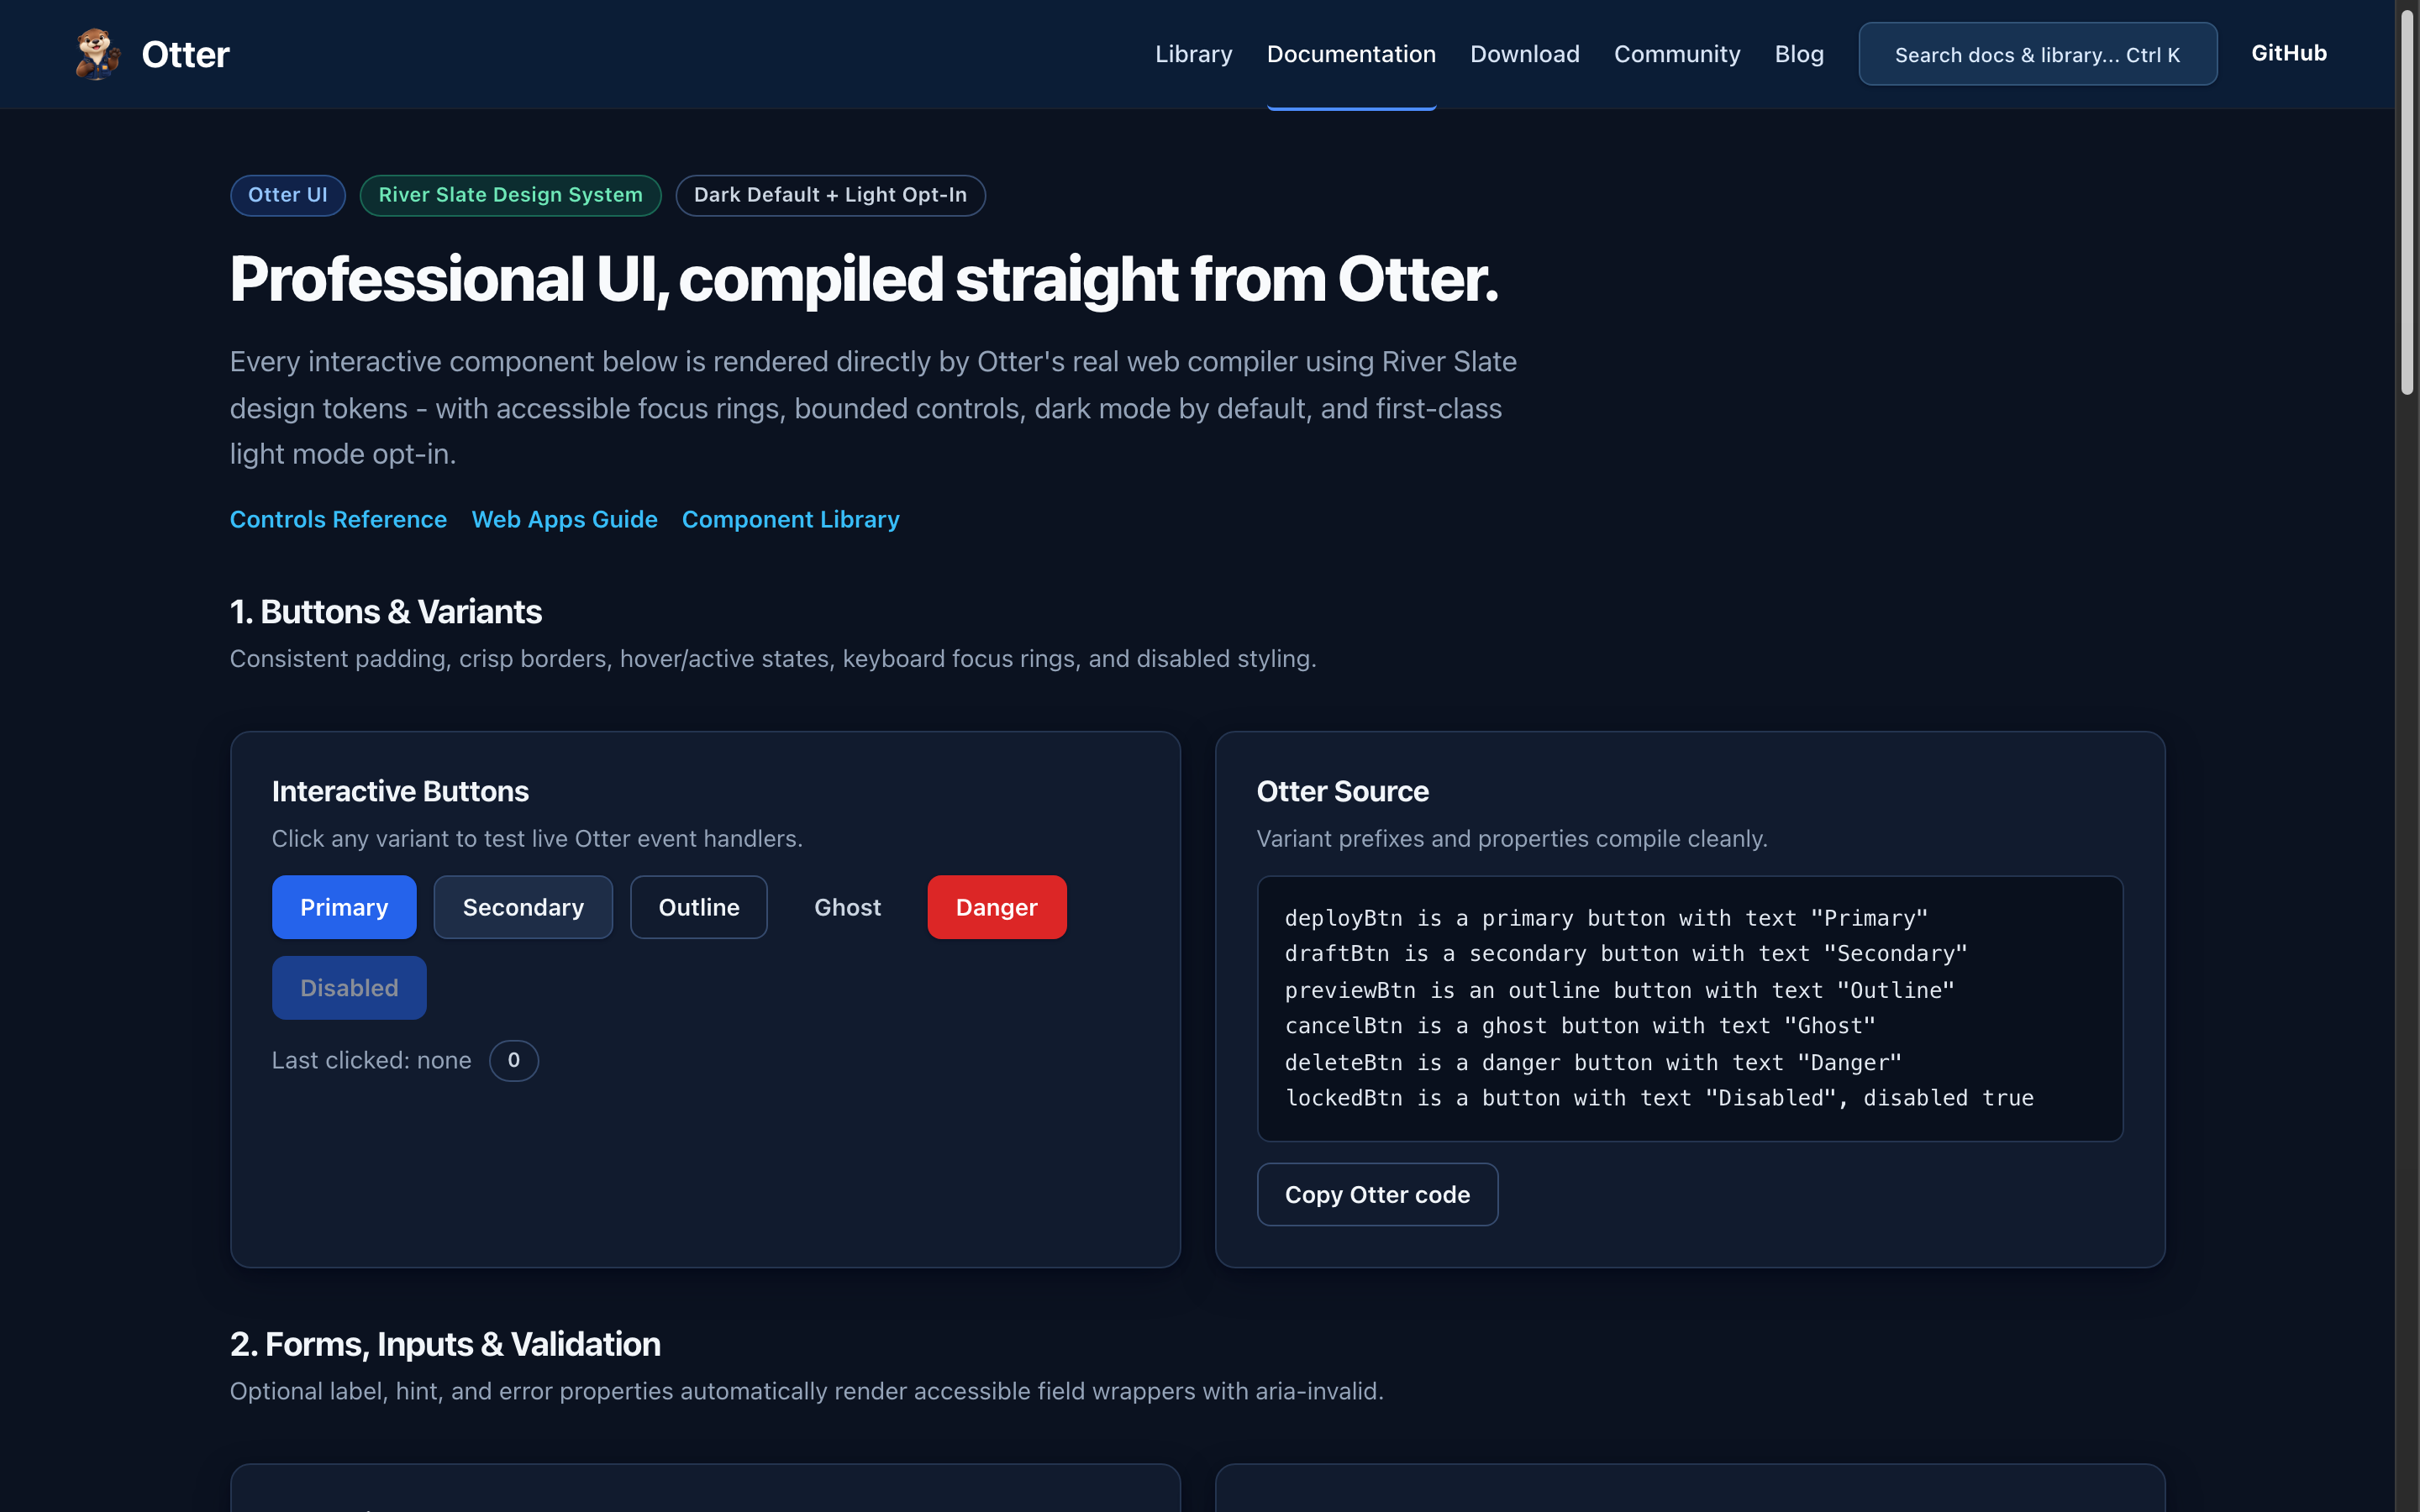 Otter
Library Documentation Download Community Blog Search docs & library... Ctrl K GitHub
Otter UI River Slate Design System Dark Default + Light Opt-In
Professional UI, compiled straight from Otter.
Every interactive component below is rendered directly by Otter's real web compiler using River Slate
design tokens - with accessible focus rings, bounded controls, dark mode by default, and first-class
light mode opt-in.
Controls Reference Web Apps Guide Component Library
1. Buttons & Variants
Consistent padding, crisp borders, hover/active states, keyboard focus rings, and disabled styling.
Interactive Buttons
Click any variant to test live Otter event handlers.
Primary Secondary Outline Ghost Danger
Disabled
Last clicked: none 0
Otter Source
Variant prefixes and properties compile cleanly.
deployBtn is a primary button with text "Primary"
draftBtn is a secondary button with text "Secondary"
previewBtn is an outline button with text "Outline"
cancelBtn is a ghost button with text "Ghost"
deleteBtn is a danger button with text "Danger"
lockedBtn is a button with text "Disabled", disabled true
Copy Otter code
2. Forms, Inputs & Validation
Optional label, hint, and error properties automatically render accessible field wrappers with aria-invalid.